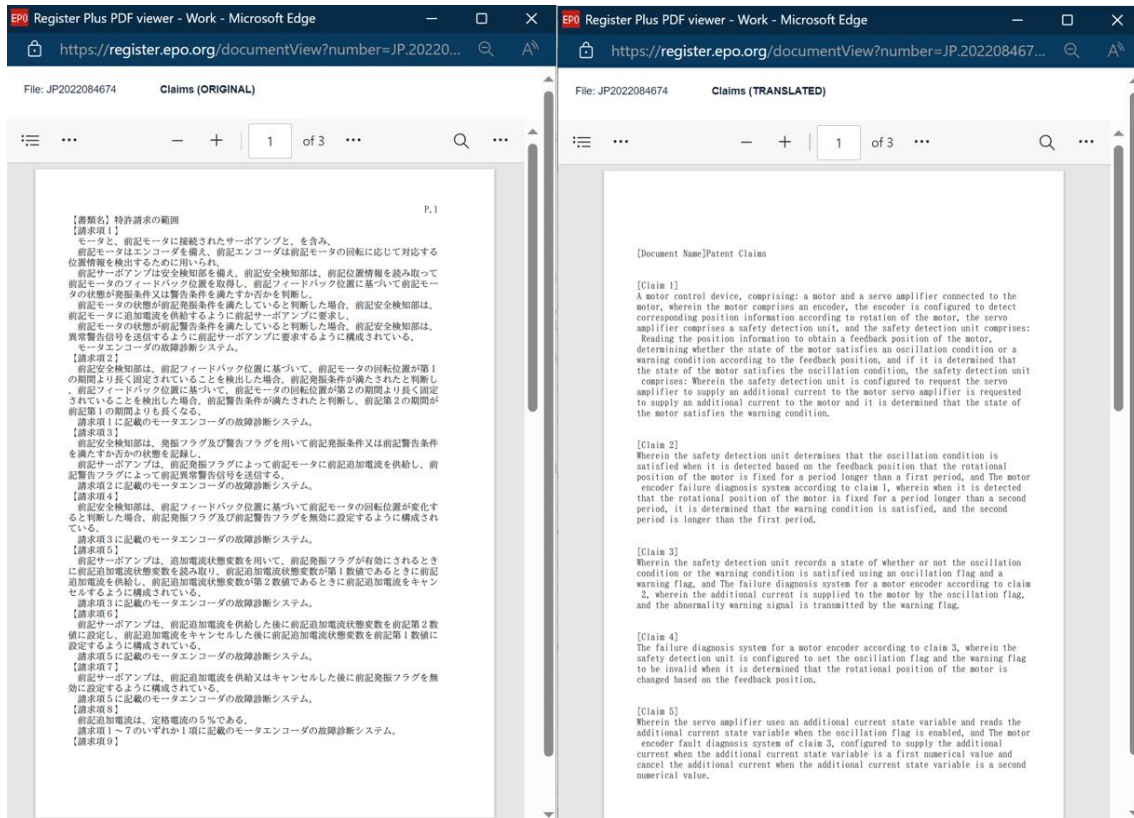 EPO Register Plus PDF viewer - Work - Microsoft Edge
https://register.epo.org/documentView?number=JP.20220...
File: JP2022084674 Claims (ORIGINAL)
1 of 3
P.1
【書類名】特許請求の範囲
【請求項1】
モータと、前記モータに接続されたサーボアンプと、を含み、
前記モータはエンコーダを備え、前記エンコーダは前記モータの回転に応じて対応する
位置情報を検出するために用いられ、
前記サーボアンプは安全検知部を備え、前記安全検知部は、前記位置情報を読み取って
前記モータのフィードバック位置を取得し、前記フィードバック位置に基づいて前記モー
タの状態が発振条件又は警告条件を満たすか否かを判断し、
前記モータの状態が前記発振条件を満たしていると判断した場合、前記安全検知部は、
前記モータに追加電流を供給するように前記サーボアンプに要求し、
前記モータの状態が前記警告条件を満たしていると判断した場合、前記安全検知部は、
異常警告信号を送信するように前記サーボアンプに要求するように構成されている、
モータエンコーダの故障診断システム。
【請求項2】
前記安全検知部は、前記フィードバック位置に基づいて、前記モータの回転位置が第1
の期間より長く固定されていることを検出した場合、前記発振条件が満たされたと判断し
、前記フィードバック位置に基づいて、前記モータの回転位置が第2の期間より長く固定
されていることを検出した場合、前記警告条件が満たされたと判断し、前記第2の期間が
前記第1の期間よりも長くなる、
請求項1に記載のモータエンコーダの故障診断システム。
【請求項3】
前記安全検知部は、発振フラグ及び警告フラグを用いて前記発振条件又は前記警告条件
を満たすか否かの状態を記録し、
前記サーボアンプは、前記発振フラグによって前記モータに前記追加電流を供給し、前
記警告フラグによって前記異常警告信号を送信する、
請求項2に記載のモータエンコーダの故障診断システム。
【請求項4】
前記安全検知部は、前記フィードバック位置に基づいて前記モータの回転位置が変化す
ると判断した場合、前記発振フラグ及び前記警告フラグを無効に設定するように構成され
ている、
請求項3に記載のモータエンコーダの故障診断システム。
【請求項5】
前記サーボアンプは、追加電流状態変数を用いて、前記発振フラグが有効にされるとき
に前記追加電流状態変数を読み取り、前記追加電流状態変数が第1数値であるときに前記
追加電流を供給し、前記追加電流状態変数が第2数値であるときに前記追加電流をキャン
セルするように構成されている、
請求項3に記載のモータエンコーダの故障診断システム。
【請求項6】
前記サーボアンプは、前記追加電流を供給した後に前記追加電流状態変数を前記第2数
値に設定し、前記追加電流をキャンセルした後に前記追加電流状態変数を前記第1数値に
設定するように構成されている、
請求項5に記載のモータエンコーダの故障診断システム。
【請求項7】
前記サーボアンプは、前記追加電流を供給又はキャンセルした後に前記発振フラグを無
効に設定するように構成されている、
請求項5に記載のモータエンコーダの故障診断システム。
【請求項8】
前記追加電流は、定格電流の5%である、
請求項1~7のいずれか1項に記載のモータエンコーダの故障診断システム。
【請求項9】
EPO Register Plus PDF viewer - Work - Microsoft Edge
https://register.epo.org/documentView?number=JP.202208467...
File: JP2022084674 Claims (TRANSLATED)
1 of 3
[Document Name]Patent Claims
[Claim 1]
A motor control device, comprising: a motor and a servo amplifier connected to the
motor, wherein the motor comprises an encoder, the encoder is configured to detect
corresponding position information according to rotation of the motor, the servo
amplifier comprises a safety detection unit, and the safety detection unit comprises:
Reading the position information to obtain a feedback position of the motor,
determining whether the state of the motor satisfies an oscillation condition or a
warning condition according to the feedback position, and if it is determined that
the state of the motor satisfies the oscillation condition, the safety detection unit
comprises: Wherein the safety detection unit is configured to request the servo
amplifier to supply an additional current to the motor servo amplifier is requested
to supply an additional current to the motor and it is determined that the state of
the motor satisfies the warning condition.
[Claim 2]
Wherein the safety detection unit determines that the oscillation condition is
satisfied when it is detected based on the feedback position that the rotational
position of the motor is fixed for a period longer than a first period, and The motor
encoder failure diagnosis system according to claim 1, wherein when it is detected
that the rotational position of the motor is fixed for a period longer than a second
period, it is determined that the warning condition is satisfied, and the second
period is longer than the first period.
[Claim 3]
Wherein the safety detection unit records a state of whether or not the oscillation
condition or the warning condition is satisfied using an oscillation flag and a
warning flag, and The failure diagnosis system for a motor encoder according to claim
2, wherein the additional current is supplied to the motor by the oscillation flag,
and the abnormality warning signal is transmitted by the warning flag.
[Claim 4]
The failure diagnosis system for a motor encoder according to claim 3, wherein the
safety detection unit is configured to set the oscillation flag and the warning flag
to be invalid when it is determined that the rotational position of the motor is
changed based on the feedback position.
[Claim 5]
Wherein the servo amplifier uses an additional current state variable and reads the
additional current state variable when the oscillation flag is enabled, and The motor
encoder fault diagnosis system of claim 3, configured to supply the additional
current when the additional current state variable is a first numerical value and
cancel the additional current when the additional current state variable is a second
numerical value.